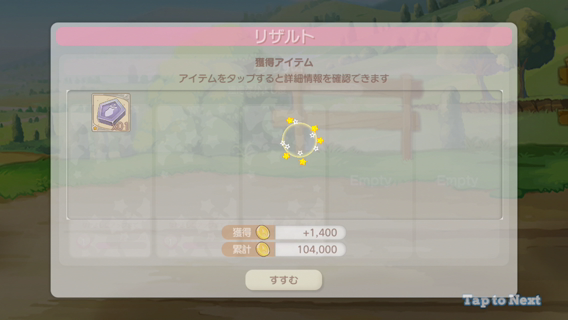 リザルト
獲得アイテム
アイテムをタップすると詳細情報を確認できます
Empty Empty
獲得 +1,400
累計 104,000
すすむ
Tap to Next